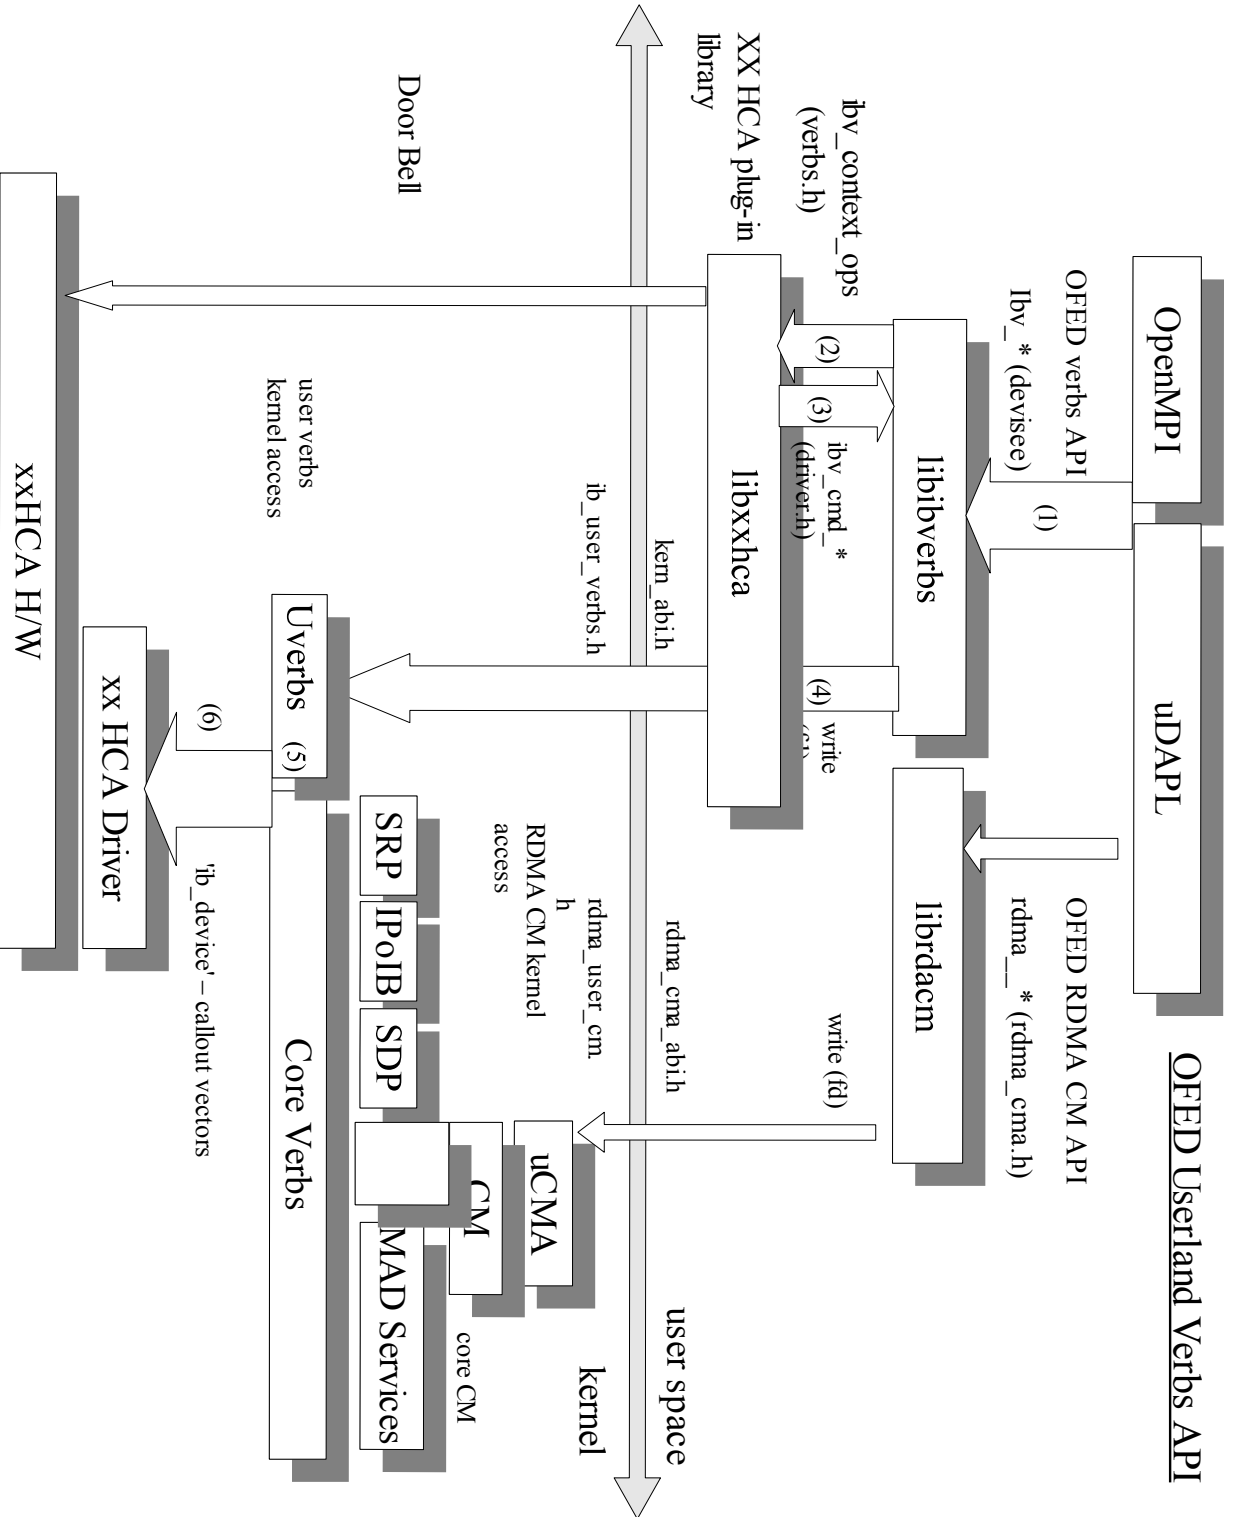 OFED Userland Verbs API
OpenMPI
uDAPL
OFED verbs API
Ibv_* (devisee)
(1)
OFED RDMA CM API
rdma__* (rdma_cma.h)
libibverbs
librdacm
ibv_context_ops
(verbs.h)
(2)
(3)
ibv_cmd_*
(driver.h)
(4)
write
write (fd)
XX HCA plug-in
library
libxxhca
kern_abi.h
rdma_cma_abi.h
user space
ib_user_verbs.h
rdma_user_cm.
h
kernel
RDMA CM kernel
access
uCMA
CM
core CM
Door Bell
SRP
IPoIB
SDP
MAD Services
user verbs
kernel access
Uverbs
(5)
Core Verbs
(6)
'ib_device' – callout vectors
xx HCA Driver
xxHCA H/W